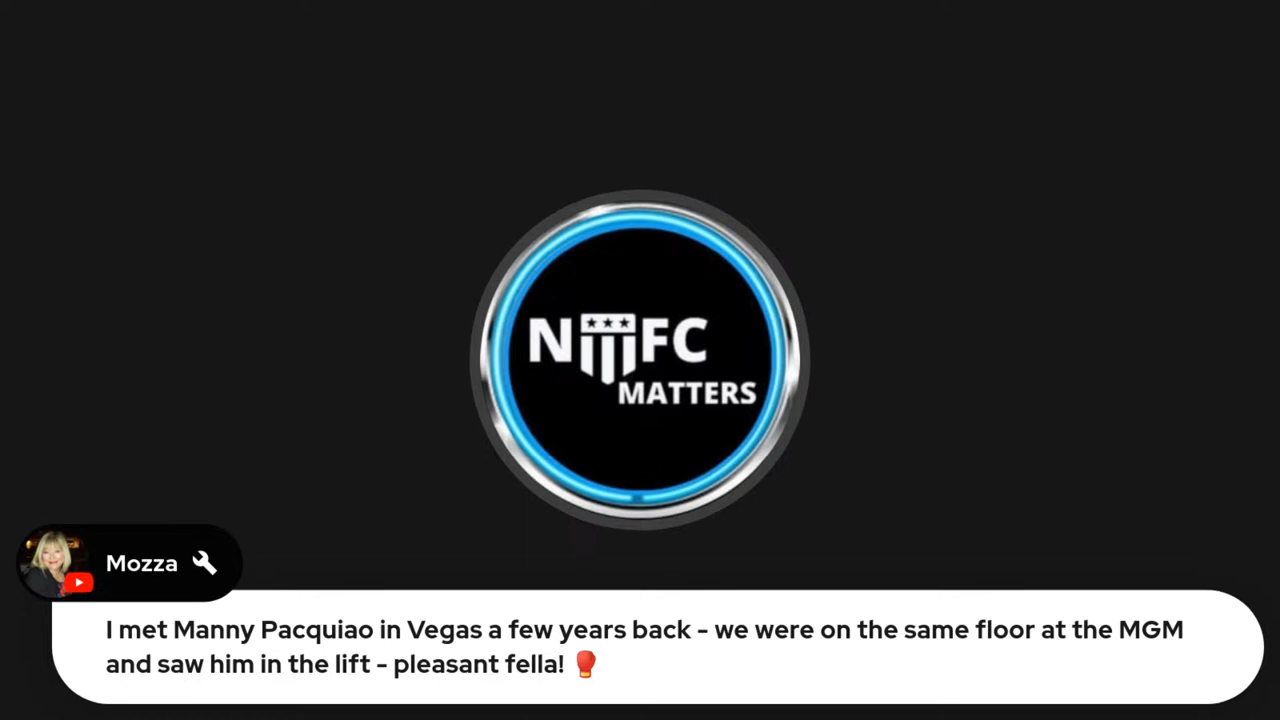 N FC
MATTERS
Mozza
I met Manny Pacquiao in Vegas a few years back - we were on the same floor at the MGM
and saw him in the lift - pleasant fella! 🥊